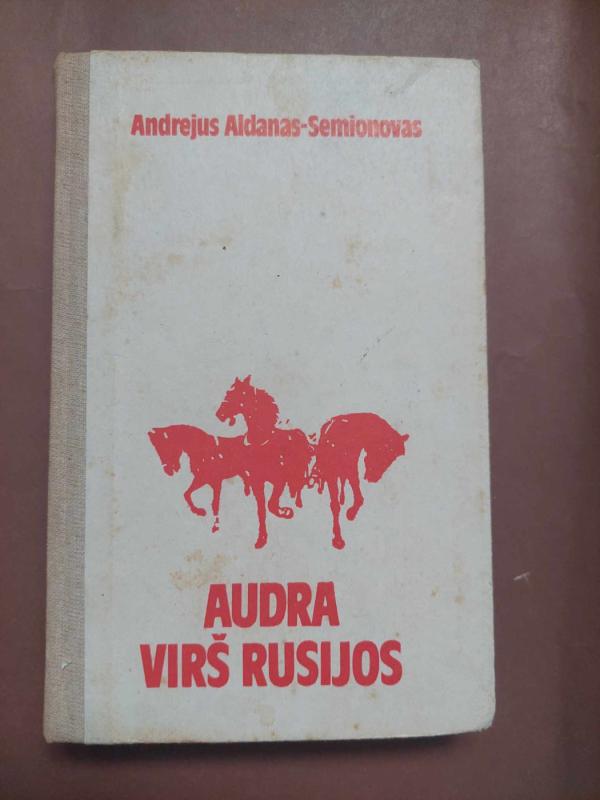 Andrejus Aldanas-Semionovas
AUDRA
VIRŠ RUSIJOS